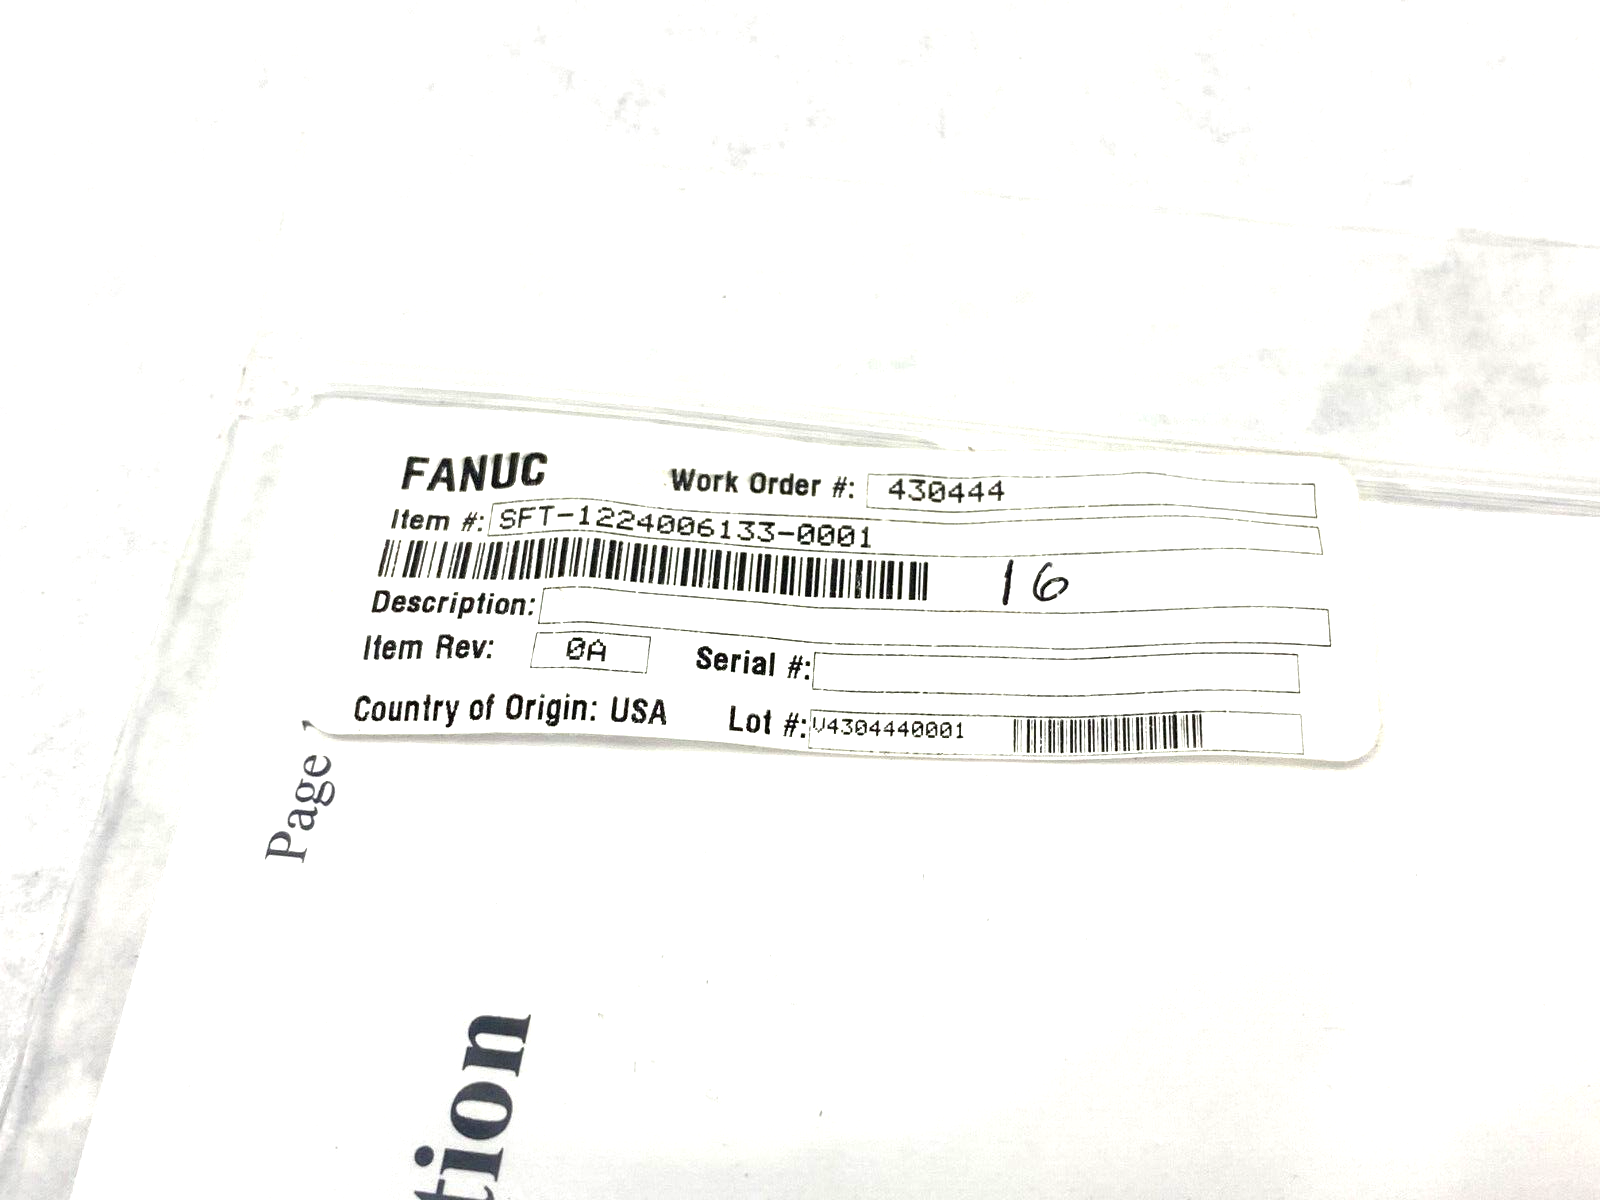 FANUC
Work Order #: 430444
Item #: SFT-1224006133-0001
16
Description:
Item Rev: 0A
Serial #:
Country of Origin: USA
Lot #: V4304440001
Page
tion